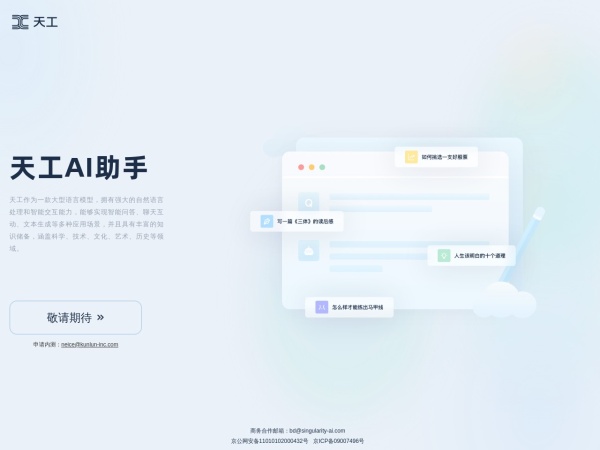 天工
天工AI助手
天工作为一款大型语言模型，拥有强大的自然语言
处理和智能交互能力，能够实现智能问答、聊天互
动、文本生成等多种应用场景，并且具有丰富的知
识储备，涵盖科学、技术、文化、艺术、历史等领
域。
如何挑选一支好股票
写一篇《三体》的读后感
人生该明白的十个道理
怎么样才能练出马甲线
敬请期待 »
申请内测：neice@kunlun-inc.com
商务合作邮箱：bd@singularity-ai.com
京公网安备11010102000432号 京ICP备09007498号